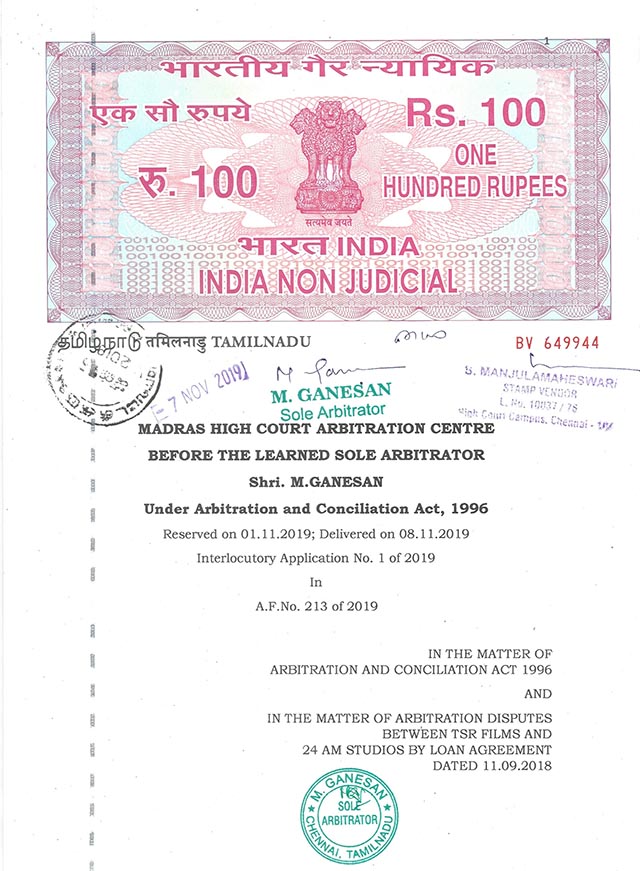 1
भारतीय गैर न्यायिक
एक सौ रुपये
Rs. 100
रु. 100
ONE
HUNDRED RUPEES
सत्यमेव जयते
भारत INDIA
INDIA NON JUDICIAL
தமிழ்நாடு तमिलनाडु TAMILNADU
BV 649944
7 NOV 2019
M. GANESAN
Sole Arbitrator
S. MANJULAMAHESWARI
STAMP VENDOR
L. No. 10037 / 76
High Court Campus, Chennai -
MADRAS HIGH COURT ARBITRATION CENTRE
BEFORE THE LEARNED SOLE ARBITRATOR
Shri. M.GANESAN
Under Arbitration and Conciliation Act, 1996
Reserved on 01.11.2019; Delivered on 08.11.2019
Interlocutory Application No. 1 of 2019
In
A.F.No. 213 of 2019
IN THE MATTER OF
ARBITRATION AND CONCILIATION ACT 1996
AND
IN THE MATTER OF ARBITRATION DISPUTES
BETWEEN TSR FILMS AND
24 AM STUDIOS BY LOAN AGREEMENT
DATED 11.09.2018
M. GANESAN
SOLE
ARBITRATOR
CHENNAI, TAMILNADU